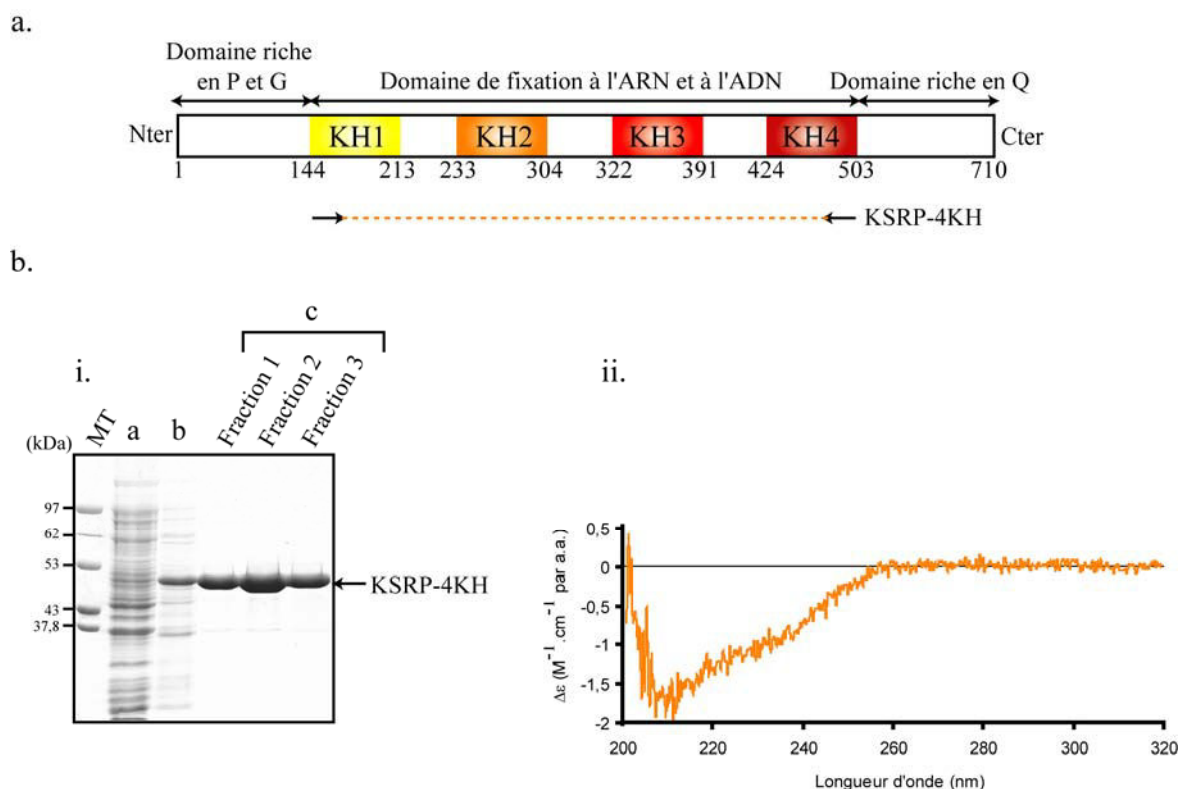 a.
Domaine riche
en P et G
Domaine de fixation à l'ARN et à l'ADN
Domaine riche en Q
Nter
KH1
KH2
KH3
KH4
Cter
1
144
213
233
304
322
391
424
503
710
KSRP-4KH
b.
c
i.
(kDa)
MT
a
b
Fraction 1
Fraction 2
Fraction 3
97
62
53
43
37,8
KSRP-4KH
ii.
Δε (M⁻¹.cm⁻¹ par a.a.)
0,5
0
-0,5
-1
-1,5
-2
200
220
240
260
280
300
320
Longueur d'onde (nm)